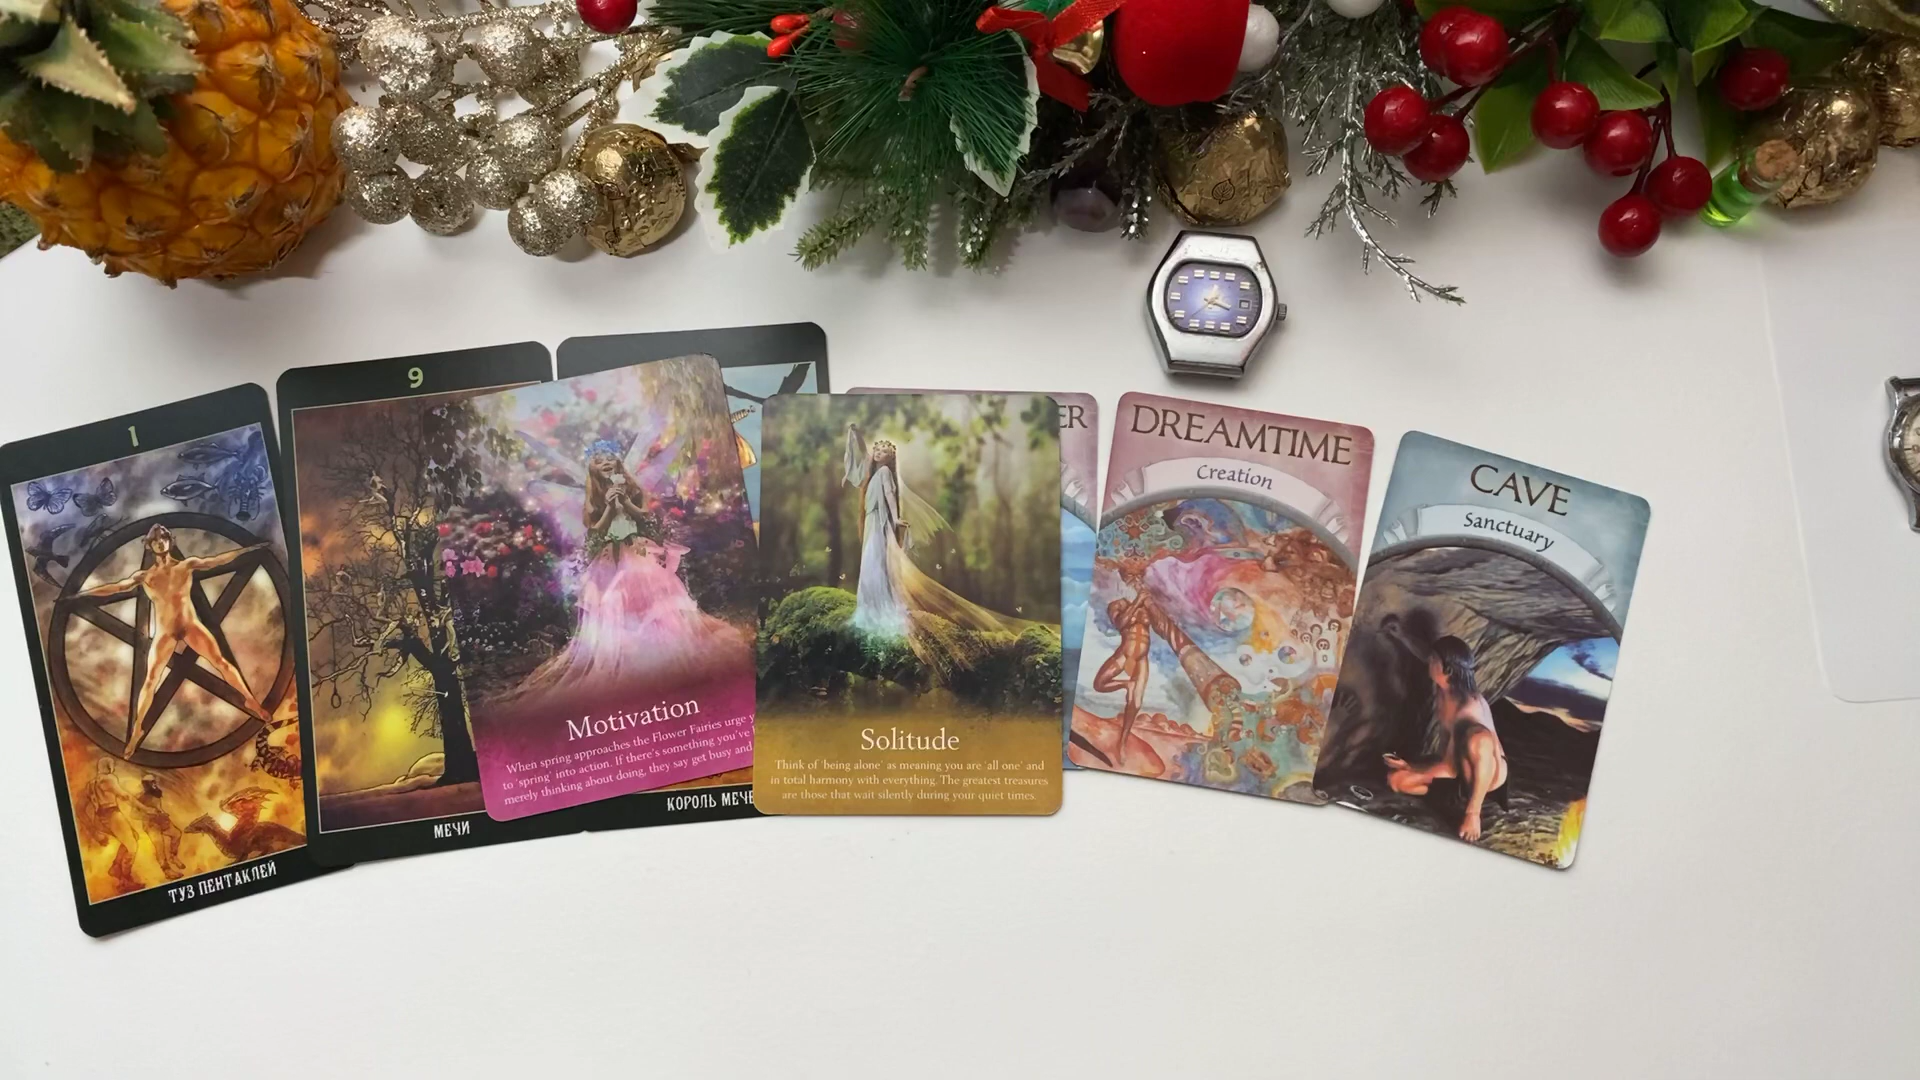 1
ТУЗ ПЕНТАКЛЕЙ
9
МЕЧИ
КОРОЛЬ МЕЧЕ
Motivation
When spring approaches the Flower Fairies urge y
to 'spring' into action. If there's something you've
merely thinking about doing, they say get busy and
Solitude
Think of 'being alone' as meaning you are 'all one' and
in total harmony with everything. The greatest treasures
are those that wait silently during your quiet times.
ER
DREAMTIME
Creation
CAVE
Sanctuary